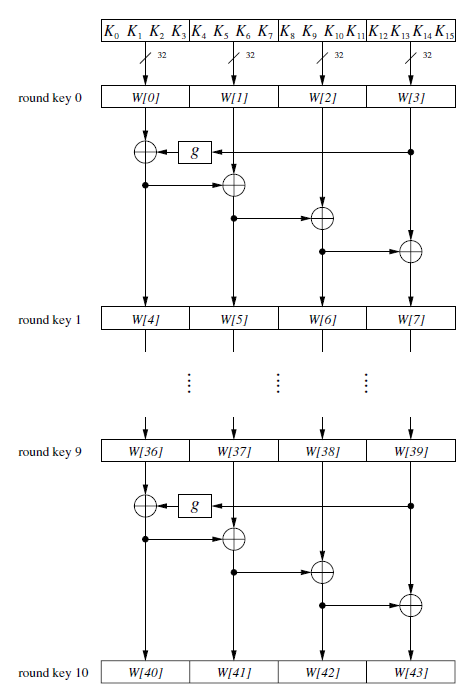 K₀ K₁ K₂ K₃ K₄ K₅ K₆ K₇ K₈ K₉ K₁₀ K₁₁ K₁₂ K₁₃ K₁₄ K₁₅
32 32 32 32
round key 0 W[0] W[1] W[2] W[3]
g
round key 1 W[4] W[5] W[6] W[7]
round key 9 W[36] W[37] W[38] W[39]
g
round key 10 W[40] W[41] W[42] W[43]